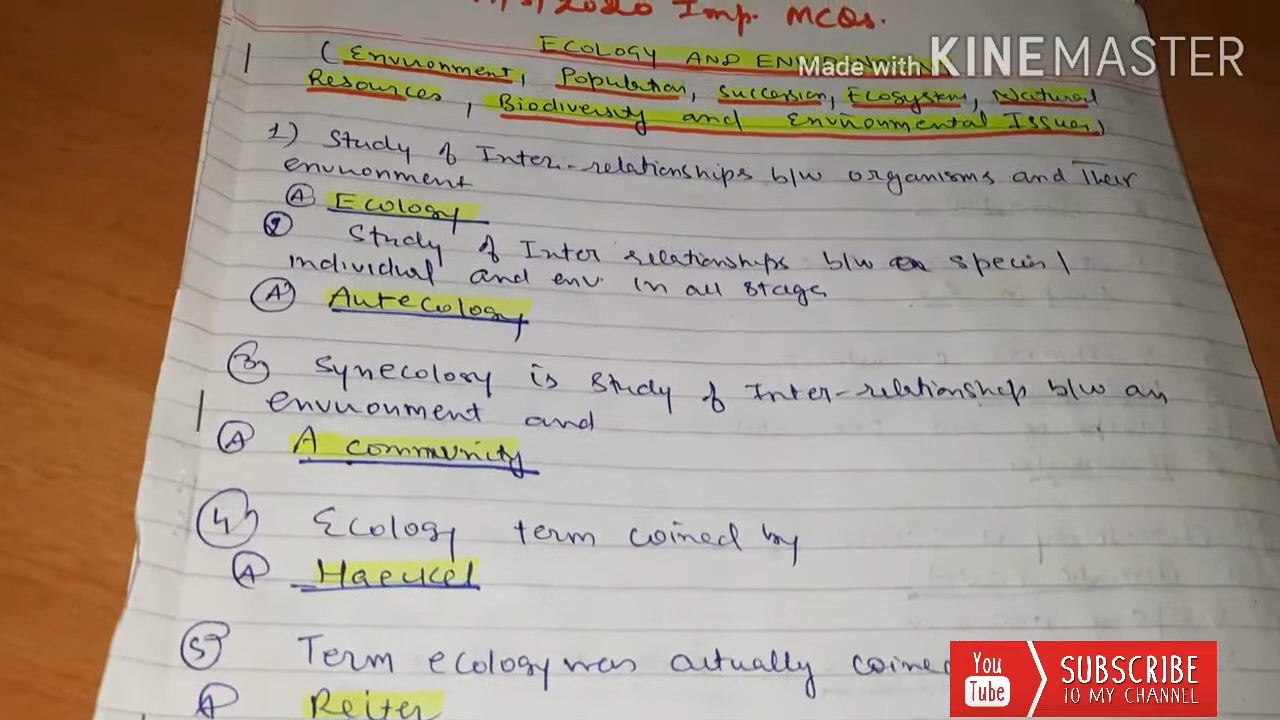 2020 Imp. MCQs.
Made with KINEMASTER
ECOLOGY AND
(Environment, Population, Succession, Ecosystem, Natural
Resources, Biodiversity and Environmental Issues)
1) Study of Inter-relationships b/w organisms and Their
environment
A Ecology
2 Study of Inter relationships b/w
individual and env. in all stages
A Autecology
3 Synecology is Study of Inter-relationship b/w an
environment and
A A community
4 Ecology term coined by
A Haeckel
5 Term ecology was actually coined
A Reiter
You Tube SUBSCRIBE
TO MY CHANNEL